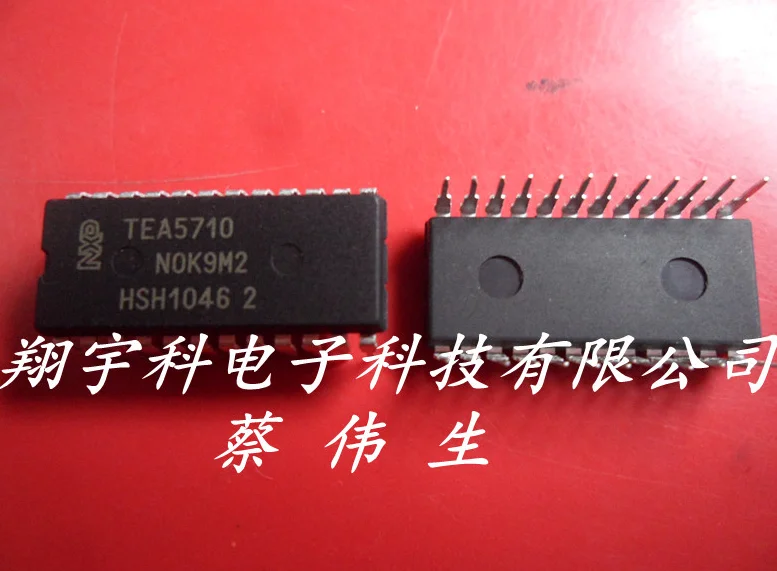 NXP
TEA5710
N0K9M2
HSH1046 2
翔宇科电子科技有限公司
蔡伟生